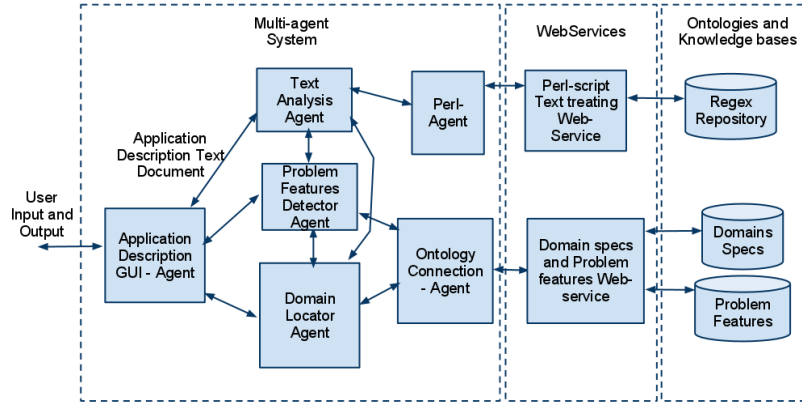 Multi-agent
System
WebServices
Ontologies and
Knowledge bases
Text
Analysis
Agent
Perl-
Agent
Perl-script
Text treating
Web-
Service
Regex
Repository
Application
Description Text
Document
Problem
Features
Detector
Agent
User
Input and
Output
Application
Description
GUI - Agent
Domain
Locator
Agent
Ontology
Connection
- Agent
Domain specs
and Problem
features Web-
service
Domains
Specs
Problem
Features